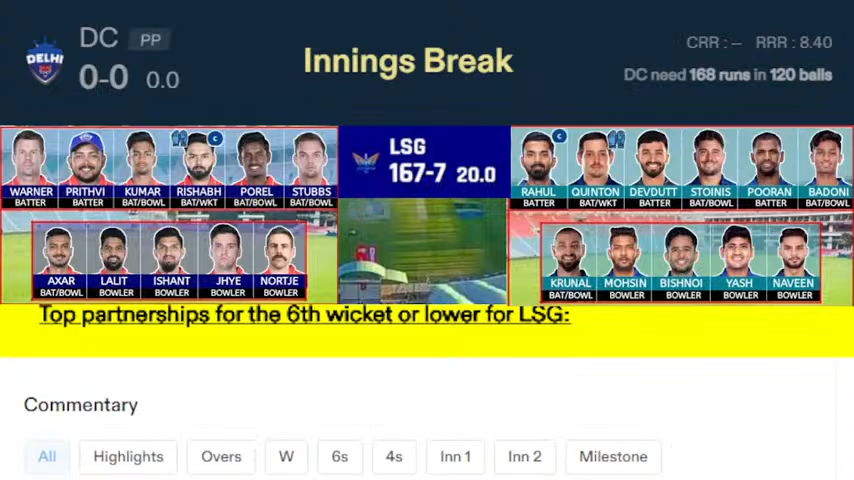 DC PP
0-0 0.0
DELHI
Innings Break
CRR : – RRR : 8.40
DC need 168 runs in 120 balls
WARNER PRITHVI KUMAR RISHABH POREL STUBBS
BATTER BATTER BAT/BOWL BAT/WKT BAT/BOWL BAT/BOWL
AXAR LALIT ISHANT JHYE NORTJE
BAT/BOWL BOWLER BOWLER BOWLER BOWLER
LSG
167-7 20.0
C
C
RAHUL QUINTON DEVDUTT STOINIS POORAN BADONI
BATTER BAT/WKT BATTER BAT/BOWL BATTER BAT/BOWL
KRUNAL MOHSIN BISHNOI YASH NAVEEN
BAT/BOWL BOWLER BOWLER BOWLER BOWLER
Top partnerships for the 6th wicket or lower for LSG:
Commentary
All Highlights Overs W 6s 4s Inn 1 Inn 2 Milestone